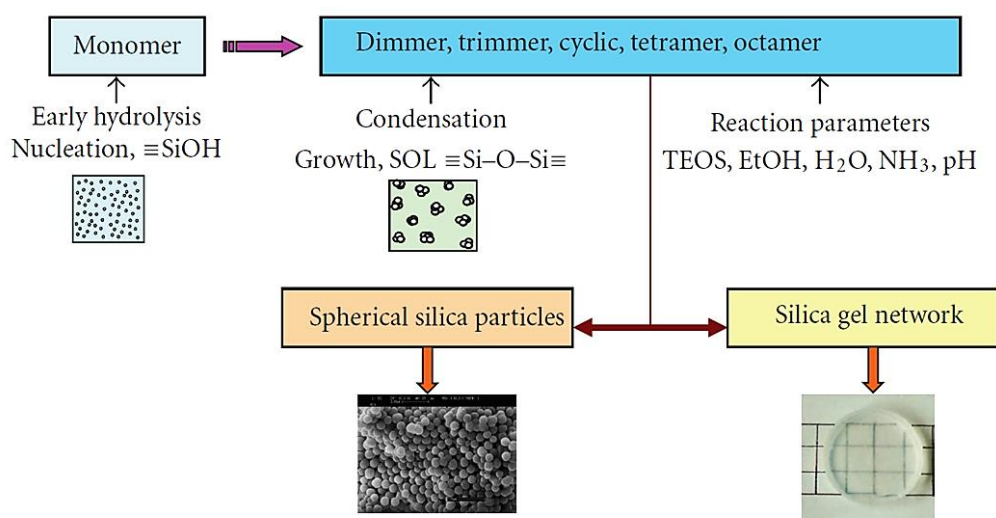 Monomer
Dimmer, trimmer, cyclic, tetramer, octamer
Early hydrolysis
Nucleation, ≡SiOH
Condensation
Growth, SOL ≡Si–O–Si≡
Reaction parameters
TEOS, EtOH, H₂O, NH₃, pH
Spherical silica particles
Silica gel network